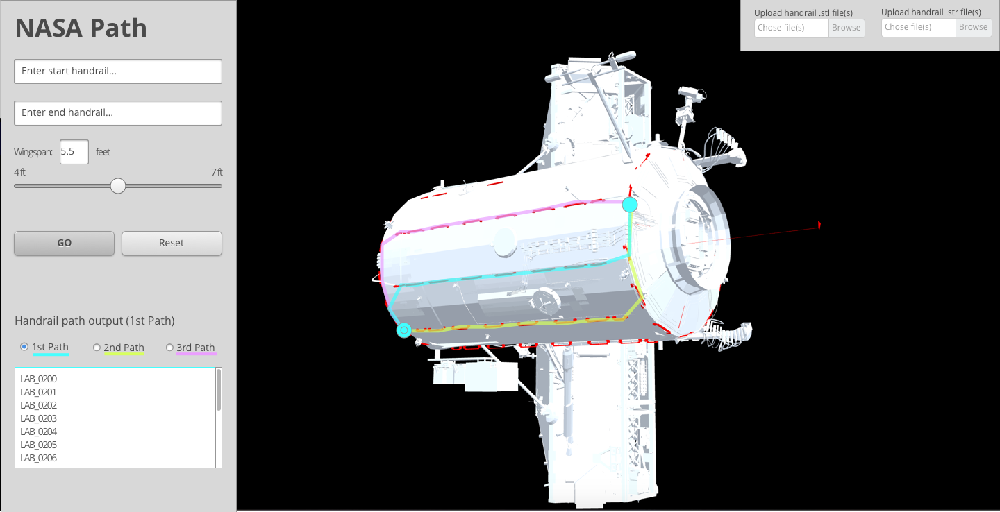 NASA Path
Enter start handrail...
Enter end handrail...
Wingspan: 5.5 feet
4ft 7ft
GO Reset
Handrail path output (1st Path)
1st Path 2nd Path 3rd Path
LAB_0200
LAB_0201
LAB_0202
LAB_0203
LAB_0204
LAB_0205
LAB_0206
Upload handrail .stl file(s) Upload handrail .str file(s)
Chose file(s) Browse Chose file(s) Browse